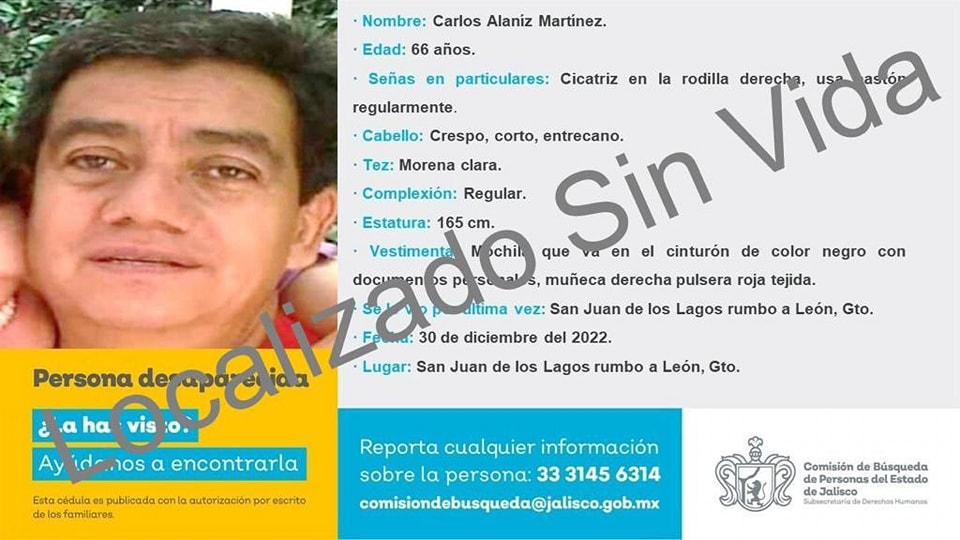 · Nombre: Carlos Alaniz Martínez.
· Edad: 66 años.
· Señas en particulares: Cicatriz en la rodilla derecha, usa bastón
regularmente.
· Cabello: Crespo, corto, entrecano.
· Tez: Morena clara.
· Complexión: Regular.
· Estatura: 165 cm.
· Vestimenta: Mochila que va en el cinturón de color negro con
documentos personales, muñeca derecha pulsera roja tejida.
· Se le vio por última vez: San Juan de los Lagos rumbo a León, Gto.
· Fecha: 30 de diciembre del 2022.
· Lugar: San Juan de los Lagos rumbo a León, Gto.
Localizado Sin Vida
Persona desaparecida
¿La has visto?
Ayúdanos a encontrarla
Esta cédula es publicada con la autorización por escrito
de los familiares.
Reporta cualquier información
sobre la persona: 33 3145 6314
comisiondebusqueda@jalisco.gob.mx
Comisión de Búsqueda
de Personas del Estado
de Jalisco
Subsecretaría de Derechos Humanos